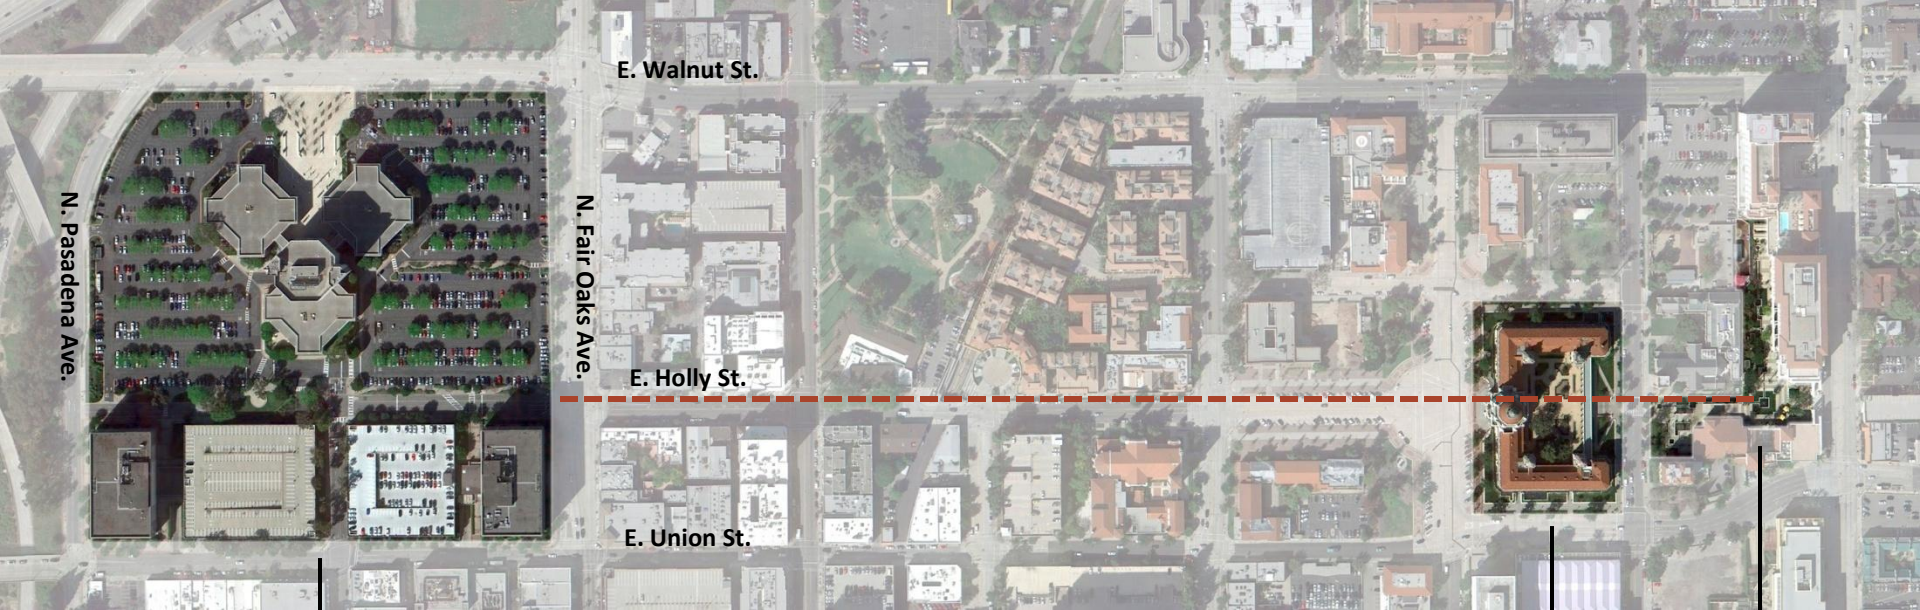 E. Walnut St.
N. Pasadena Ave.
N. Fair Oaks Ave.
E. Holly St.
E. Union St.